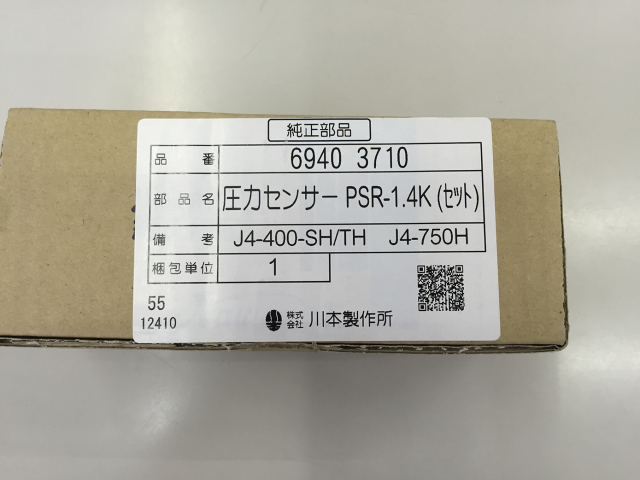 純正部品
品番 6940 3710
部品名 圧力センサー PSR-1.4K (ｾｯﾄ)
備考 J4-400-SH/TH J4-750H
梱包単位 1
55
12410
株式会社 川本製作所